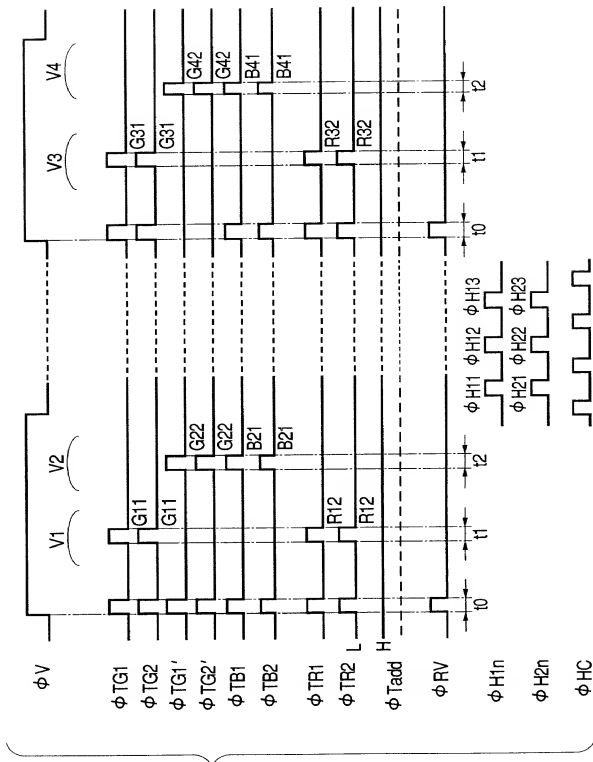 V1 V2 V3 V4
φV
φTG1 G11 G31
φTG2 G11 G31
φTG1' G22 G42
φTG2' G22 G42
φTB1 B21 B41
φTB2 B21 B41
φTR1 R12 R32
φTR2 R12 R32
L
H
φTadd
φRV
t0 t1 t2 t0 t1 t2
φH11 φH12 φH13
φH1n
φH21 φH22 φH23
φH2n
φHC